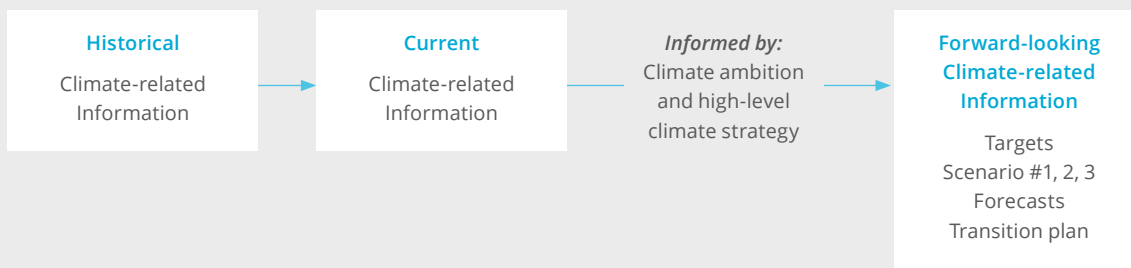 Historical
Climate-related
Information
Current
Climate-related
Information
Informed by:
Climate ambition
and high-level
climate strategy
Forward-looking
Climate-related
Information
Targets
Scenario #1, 2, 3
Forecasts
Transition plan